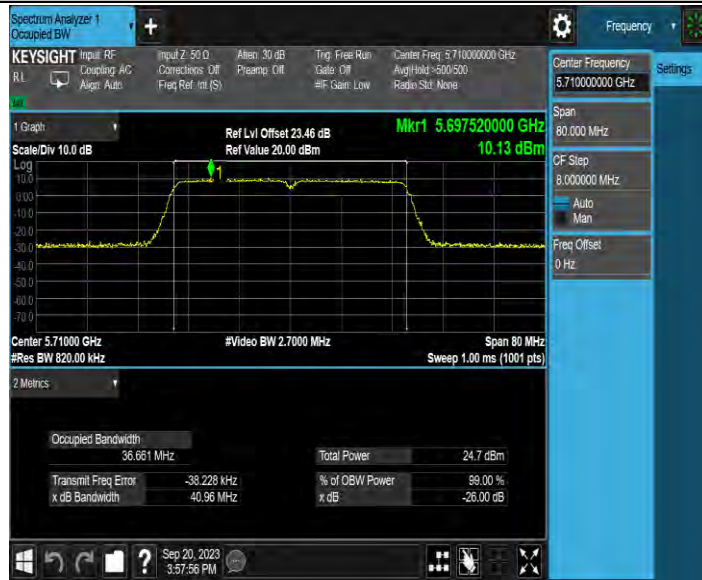 Spectrum Analyzer 1
Occupied BW
Frequency
KEYSIGHT
RL
Input: RF
Coupling: AC
Align: Auto
Input Z: 50 Ω
Corrections: Off
Freq Ref: Int (S)
Atten: 30 dB
Preamp: Off
Trig: Free Run
Gate: Off
#IF Gain: Low
Center Freq: 5.710000000 GHz
Avg|Hold:>500/500
Radio Std: None
Center Frequency
5.710000000 GHz
Settings
Span
80.000 MHz
CF Step
8.000000 MHz
Auto
Man
Freq Offset
0 Hz
1 Graph
Scale/Div 10.0 dB
Ref Lvl Offset 23.46 dB
Ref Value 20.00 dBm
Mkr1 5.697520000 GHz
10.13 dBm
Log
10.0
0.00
-10.0
-20.0
-30.0
-40.0
-50.0
-60.0
-70.0
1
Center 5.71000 GHz
#Video BW 2.7000 MHz
Span 80 MHz
#Res BW 820.00 kHz
Sweep 1.00 ms (1001 pts)
2 Metrics
Occupied Bandwidth
36.661 MHz
Total Power 24.7 dBm
Transmit Freq Error -38.228 kHz
% of OBW Power 99.00 %
x dB Bandwidth 40.96 MHz
x dB -26.00 dB
?
Sep 20, 2023
3:57:56 PM